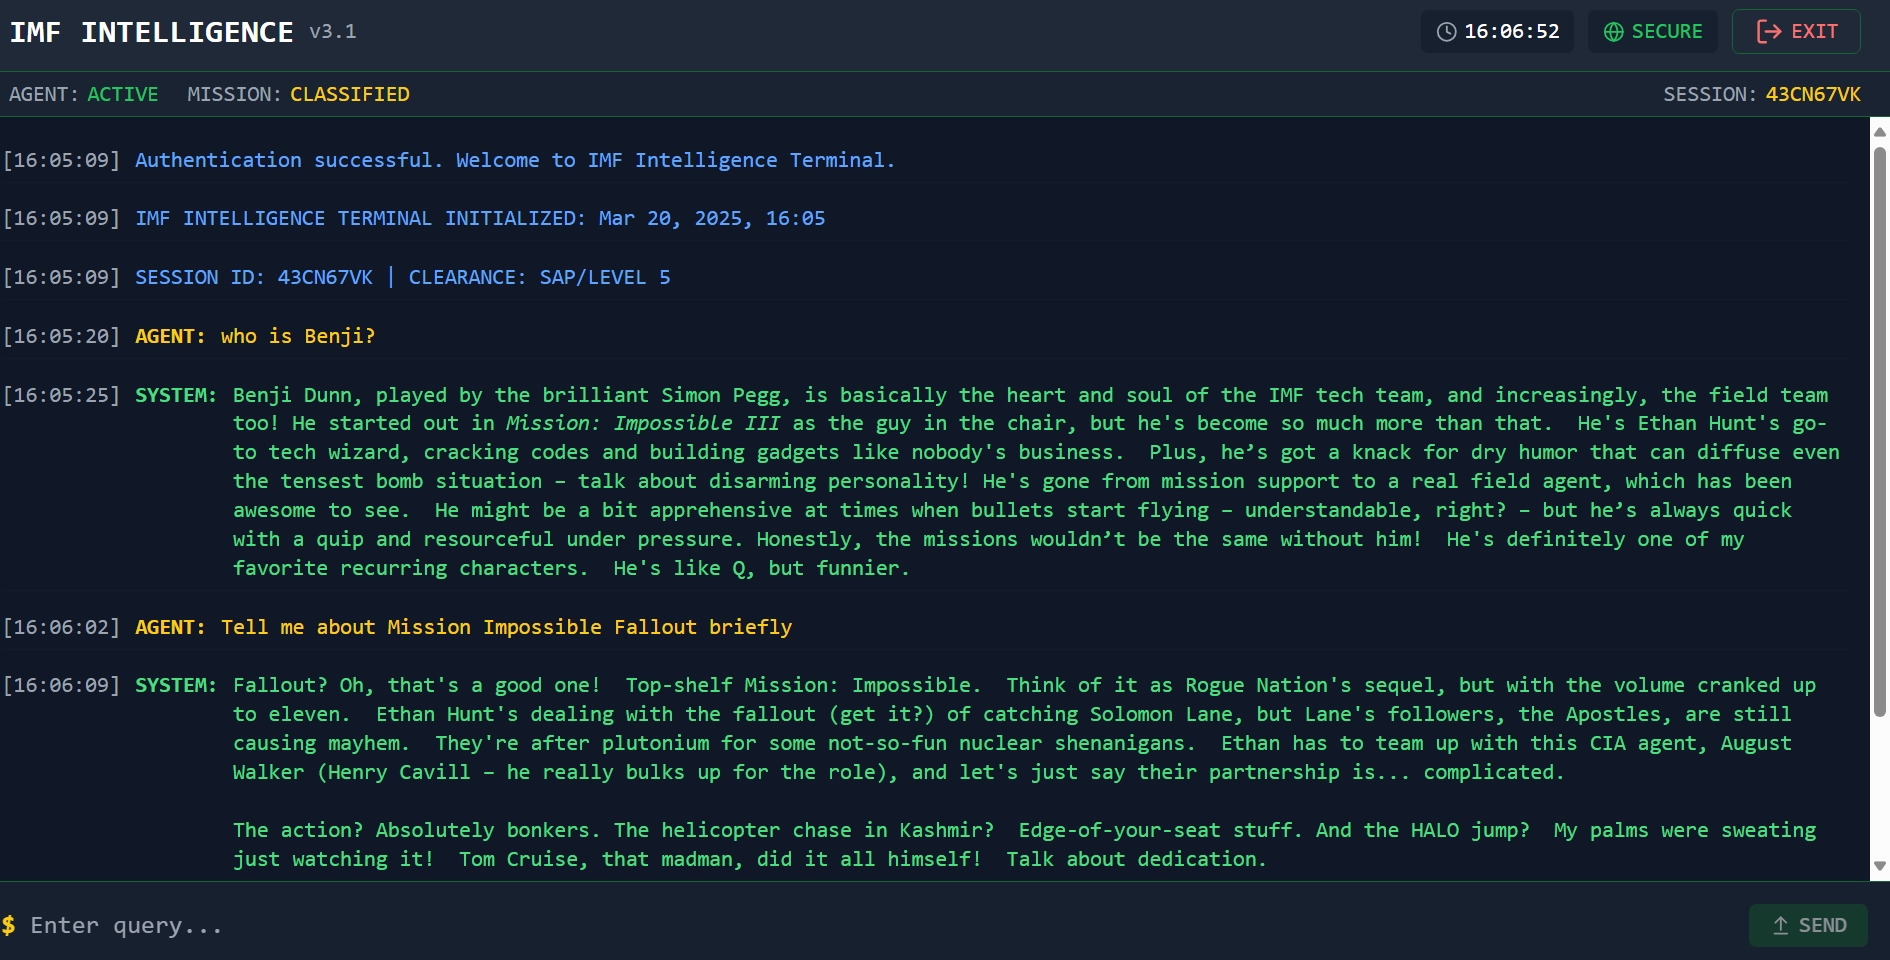 IMF INTELLIGENCE v3.1 16:06:52 SECURE EXIT
AGENT: ACTIVE MISSION: CLASSIFIED SESSION: 43CN67VK
[16:05:09] Authentication successful. Welcome to IMF Intelligence Terminal.
[16:05:09] IMF INTELLIGENCE TERMINAL INITIALIZED: Mar 20, 2025, 16:05
[16:05:09] SESSION ID: 43CN67VK | CLEARANCE: SAP/LEVEL 5
[16:05:20] AGENT: who is Benji?
[16:05:25] SYSTEM: Benji Dunn, played by the brilliant Simon Pegg, is basically the heart and soul of the IMF tech team, and increasingly, the field team
too! He started out in Mission: Impossible III as the guy in the chair, but he's become so much more than that.  He's Ethan Hunt's go-
to tech wizard, cracking codes and building gadgets like nobody's business.  Plus, he’s got a knack for dry humor that can diffuse even
the tensest bomb situation – talk about disarming personality! He's gone from mission support to a real field agent, which has been
awesome to see.  He might be a bit apprehensive at times when bullets start flying – understandable, right? – but he’s always quick
with a quip and resourceful under pressure. Honestly, the missions wouldn’t be the same without him!  He's definitely one of my
favorite recurring characters.  He's like Q, but funnier.
[16:06:02] AGENT: Tell me about Mission Impossible Fallout briefly
[16:06:09] SYSTEM: Fallout? Oh, that's a good one!  Top-shelf Mission: Impossible.  Think of it as Rogue Nation's sequel, but with the volume cranked up
to eleven.  Ethan Hunt's dealing with the fallout (get it?) of catching Solomon Lane, but Lane's followers, the Apostles, are still
causing mayhem.  They're after plutonium for some not-so-fun nuclear shenanigans.  Ethan has to team up with this CIA agent, August
Walker (Henry Cavill – he really bulks up for the role), and let's just say their partnership is... complicated.
The action? Absolutely bonkers. The helicopter chase in Kashmir?  Edge-of-your-seat stuff. And the HALO jump?  My palms were sweating
just watching it!  Tom Cruise, that madman, did it all himself!  Talk about dedication.
$ Enter query... SEND